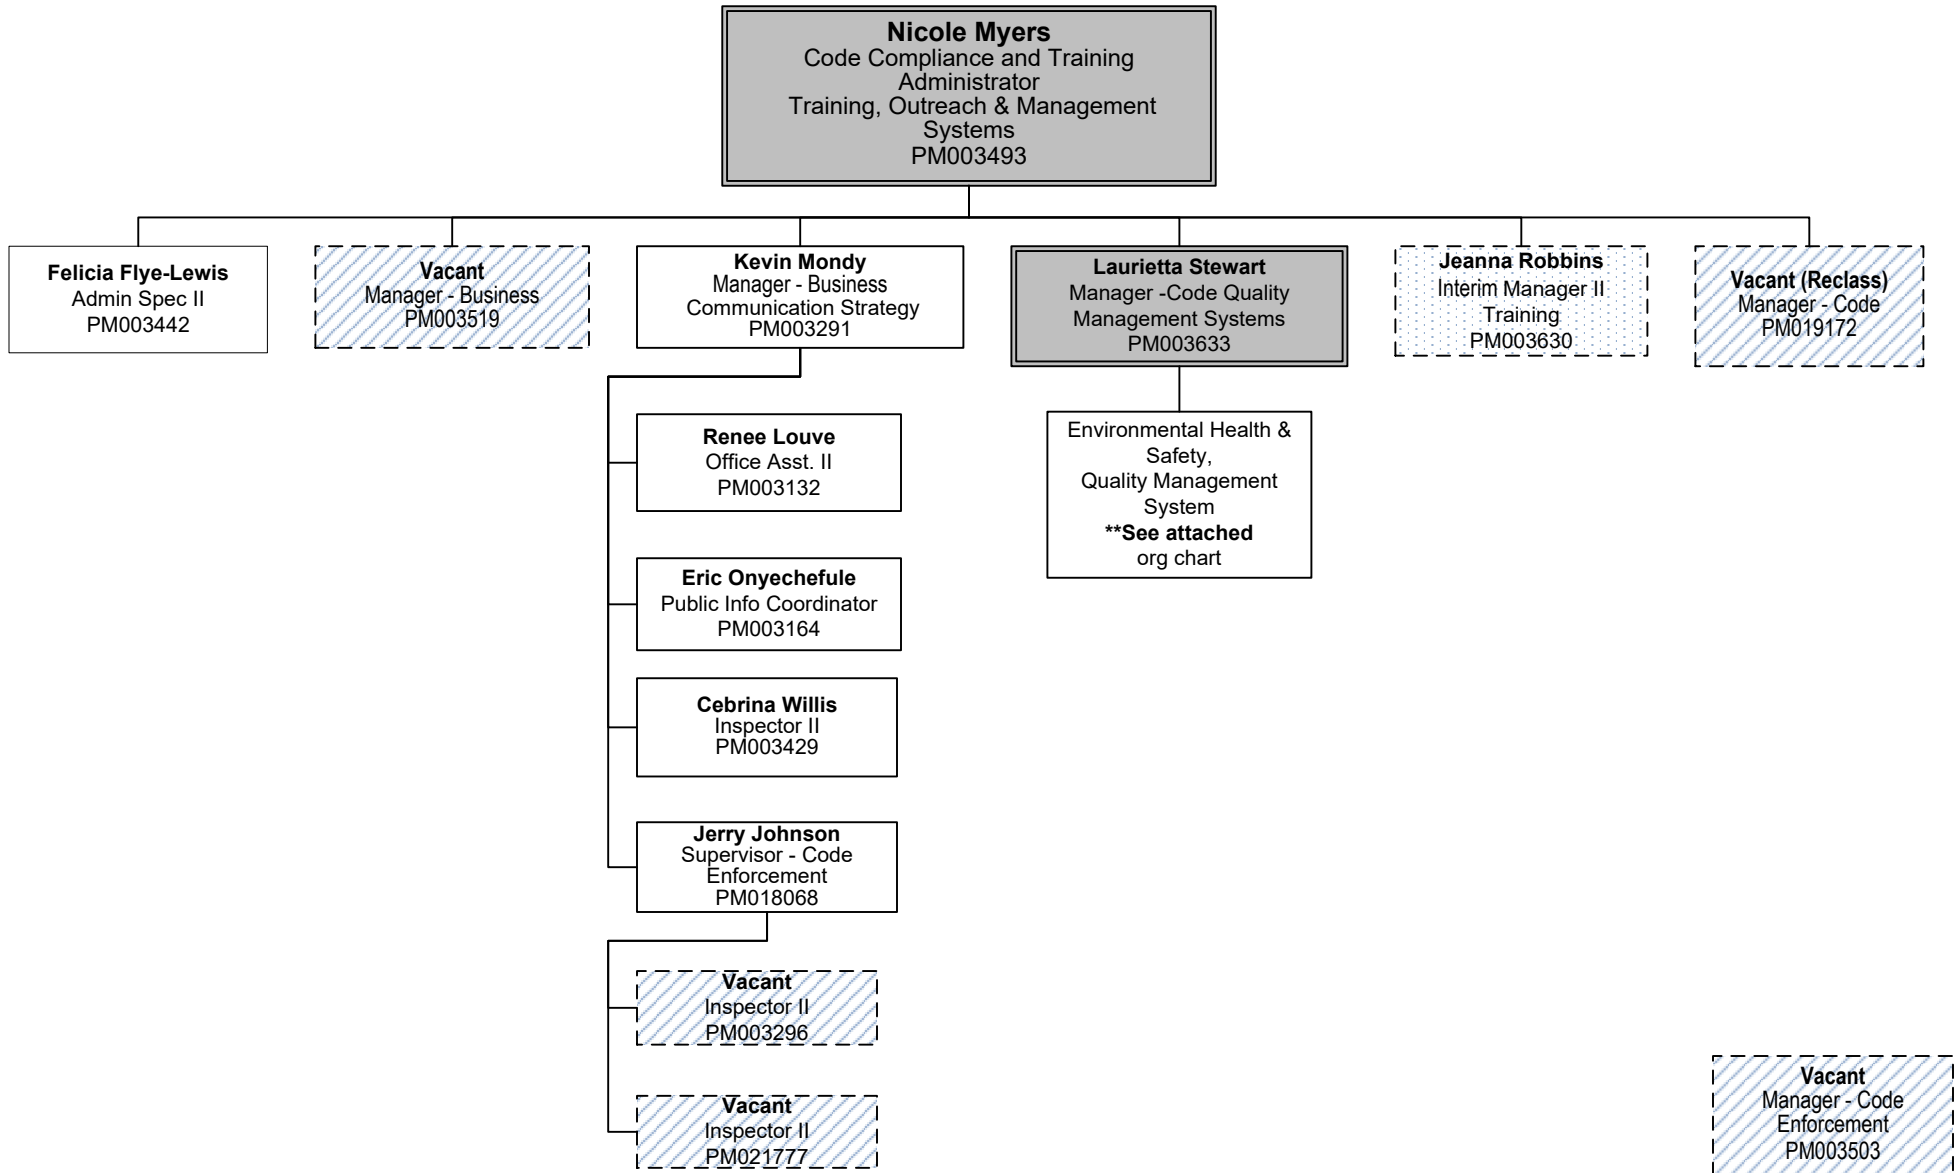 Nicole Myers
Code Compliance and Training
Administrator
Training, Outreach & Management
Systems
PM003493
Felicia Flye-Lewis
Admin Spec II
PM003442
Vacant
Manager - Business
PM003519
Kevin Mondy
Manager - Business
Communication Strategy
PM003291
Laurietta Stewart
Manager -Code Quality
Management Systems
PM003633
Jeanna Robbins
Interim Manager II
Training
PM003630
Vacant (Reclass)
Manager - Code
PM019172
Renee Louve
Office Asst. II
PM003132
Environmental Health &
Safety,
Quality Management
System
**See attached
org chart
Eric Onyechefule
Public Info Coordinator
PM003164
Cebrina Willis
Inspector II
PM003429
Jerry Johnson
Supervisor - Code
Enforcement
PM018068
Vacant
Inspector II
PM003296
Vacant
Inspector II
PM021777
Vacant
Manager - Code
Enforcement
PM003503